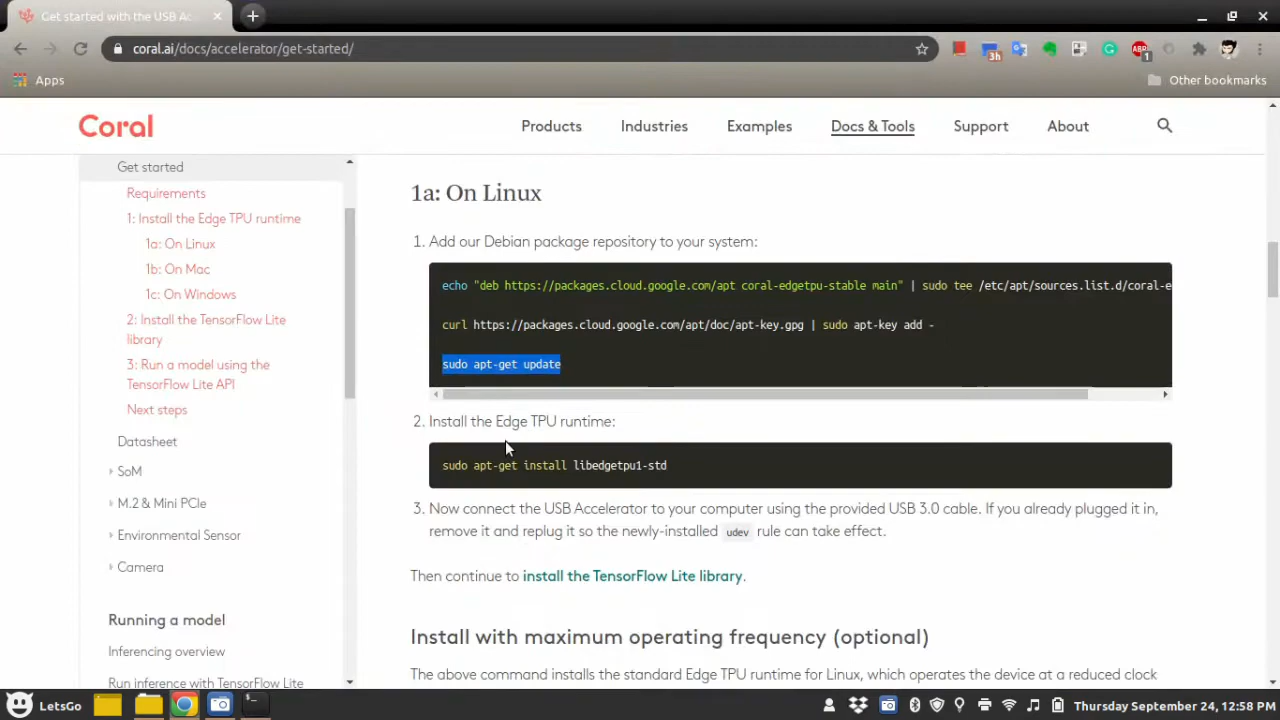 Get started with the USB Ac
coral.ai/docs/accelerator/get-started/
3h
ABP
1
Apps
Other bookmarks
Coral
Products
Industries
Examples
Docs & Tools
Support
About
Get started
Requirements
1: Install the Edge TPU runtime
1a: On Linux
1b: On Mac
1c: On Windows
2: Install the TensorFlow Lite
library
3: Run a model using the
TensorFlow Lite API
Next steps
Datasheet
SoM
M.2 & Mini PCIe
Environmental Sensor
Camera
Running a model
Inferencing overview
Run inference with TensorFlow Lite
1a: On Linux
1. Add our Debian package repository to your system:
echo "deb https://packages.cloud.google.com/apt coral-edgetpu-stable main" | sudo tee /etc/apt/sources.list.d/coral-e
curl https://packages.cloud.google.com/apt/doc/apt-key.gpg | sudo apt-key add -
sudo apt-get update
2. Install the Edge TPU runtime:
sudo apt-get install libedgetpu1-std
3. Now connect the USB Accelerator to your computer using the provided USB 3.0 cable. If you already plugged it in,
remove it and replug it so the newly-installed udev rule can take effect.
Then continue to install the TensorFlow Lite library.
Install with maximum operating frequency (optional)
The above command installs the standard Edge TPU runtime for Linux, which operates the device at a reduced clock
LetsGo
Thursday September 24, 12:58 PM